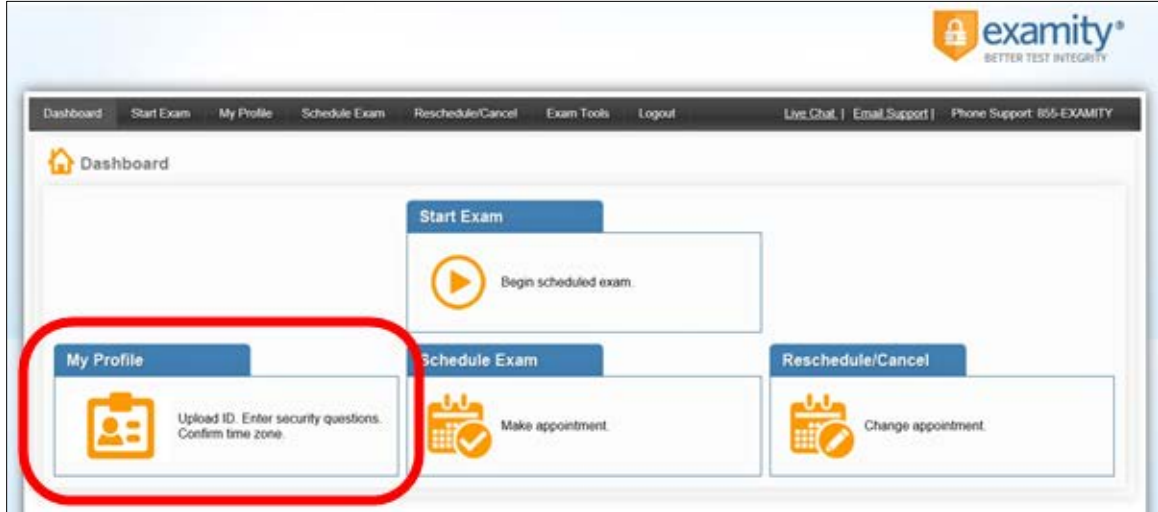 examity®
BETTER TEST INTEGRITY
Dashboard Start Exam My Profile Schedule Exam Reschedule/Cancel Exam Tools Logout Live Chat | Email Support | Phone Support: 855-EXAMITY
Dashboard
Start Exam
Begin scheduled exam.
My Profile Schedule Exam Reschedule/Cancel
Upload ID. Enter security questions.
Confirm time zone.
Make appointment.
Change appointment.